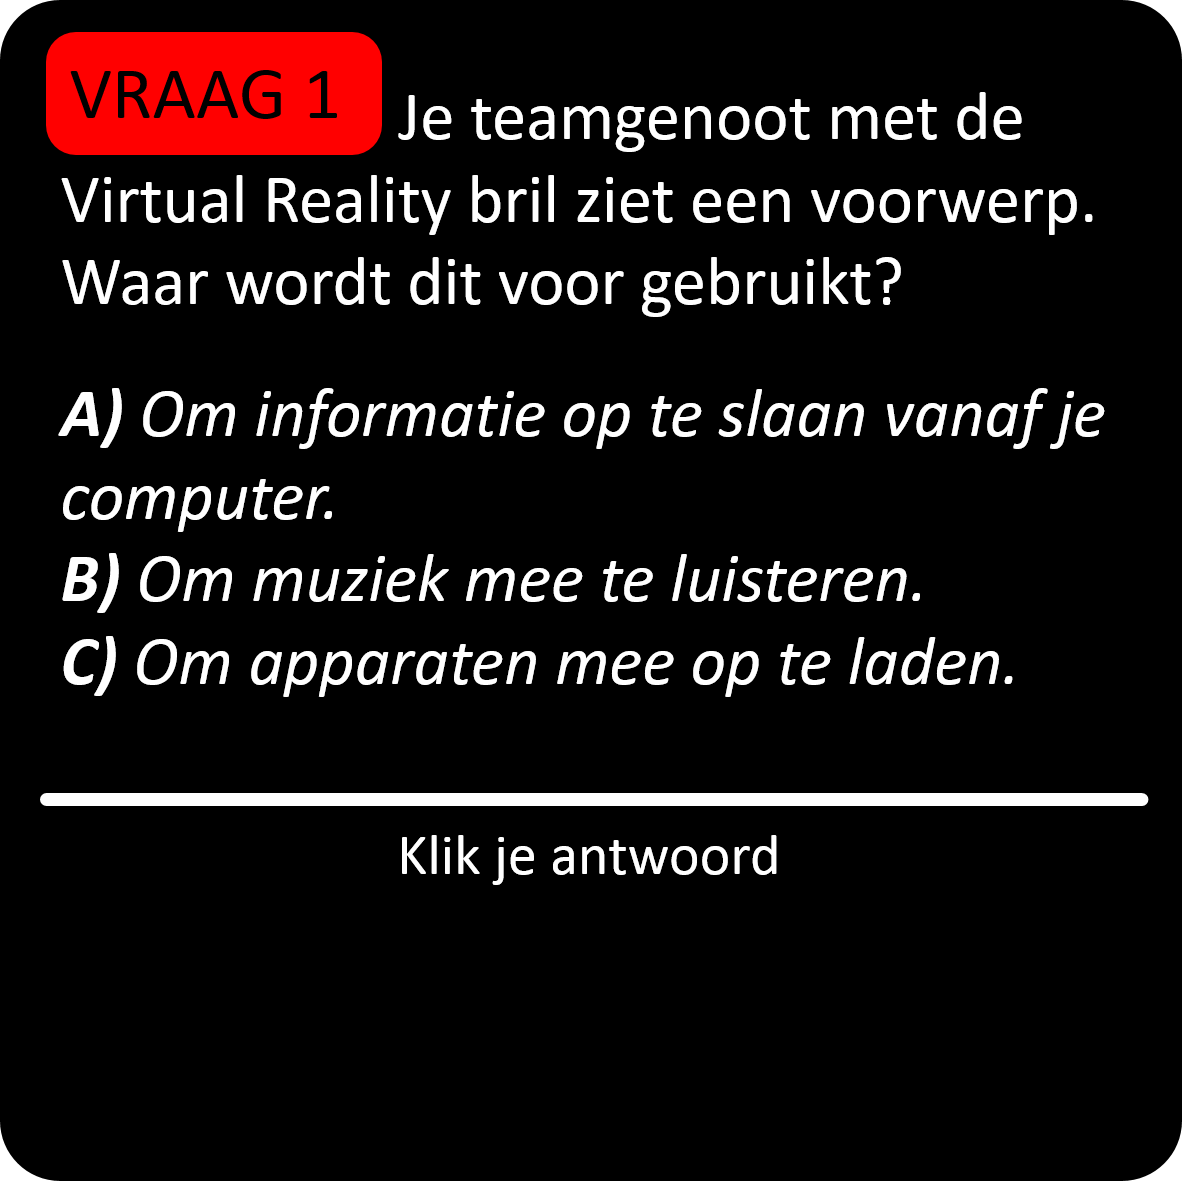 VRAAG 1 Je teamgenoot met de
Virtual Reality bril ziet een voorwerp.
Waar wordt dit voor gebruikt?
A) Om informatie op te slaan vanaf je
computer.
B) Om muziek mee te luisteren.
C) Om apparaten mee op te laden.
Klik je antwoord